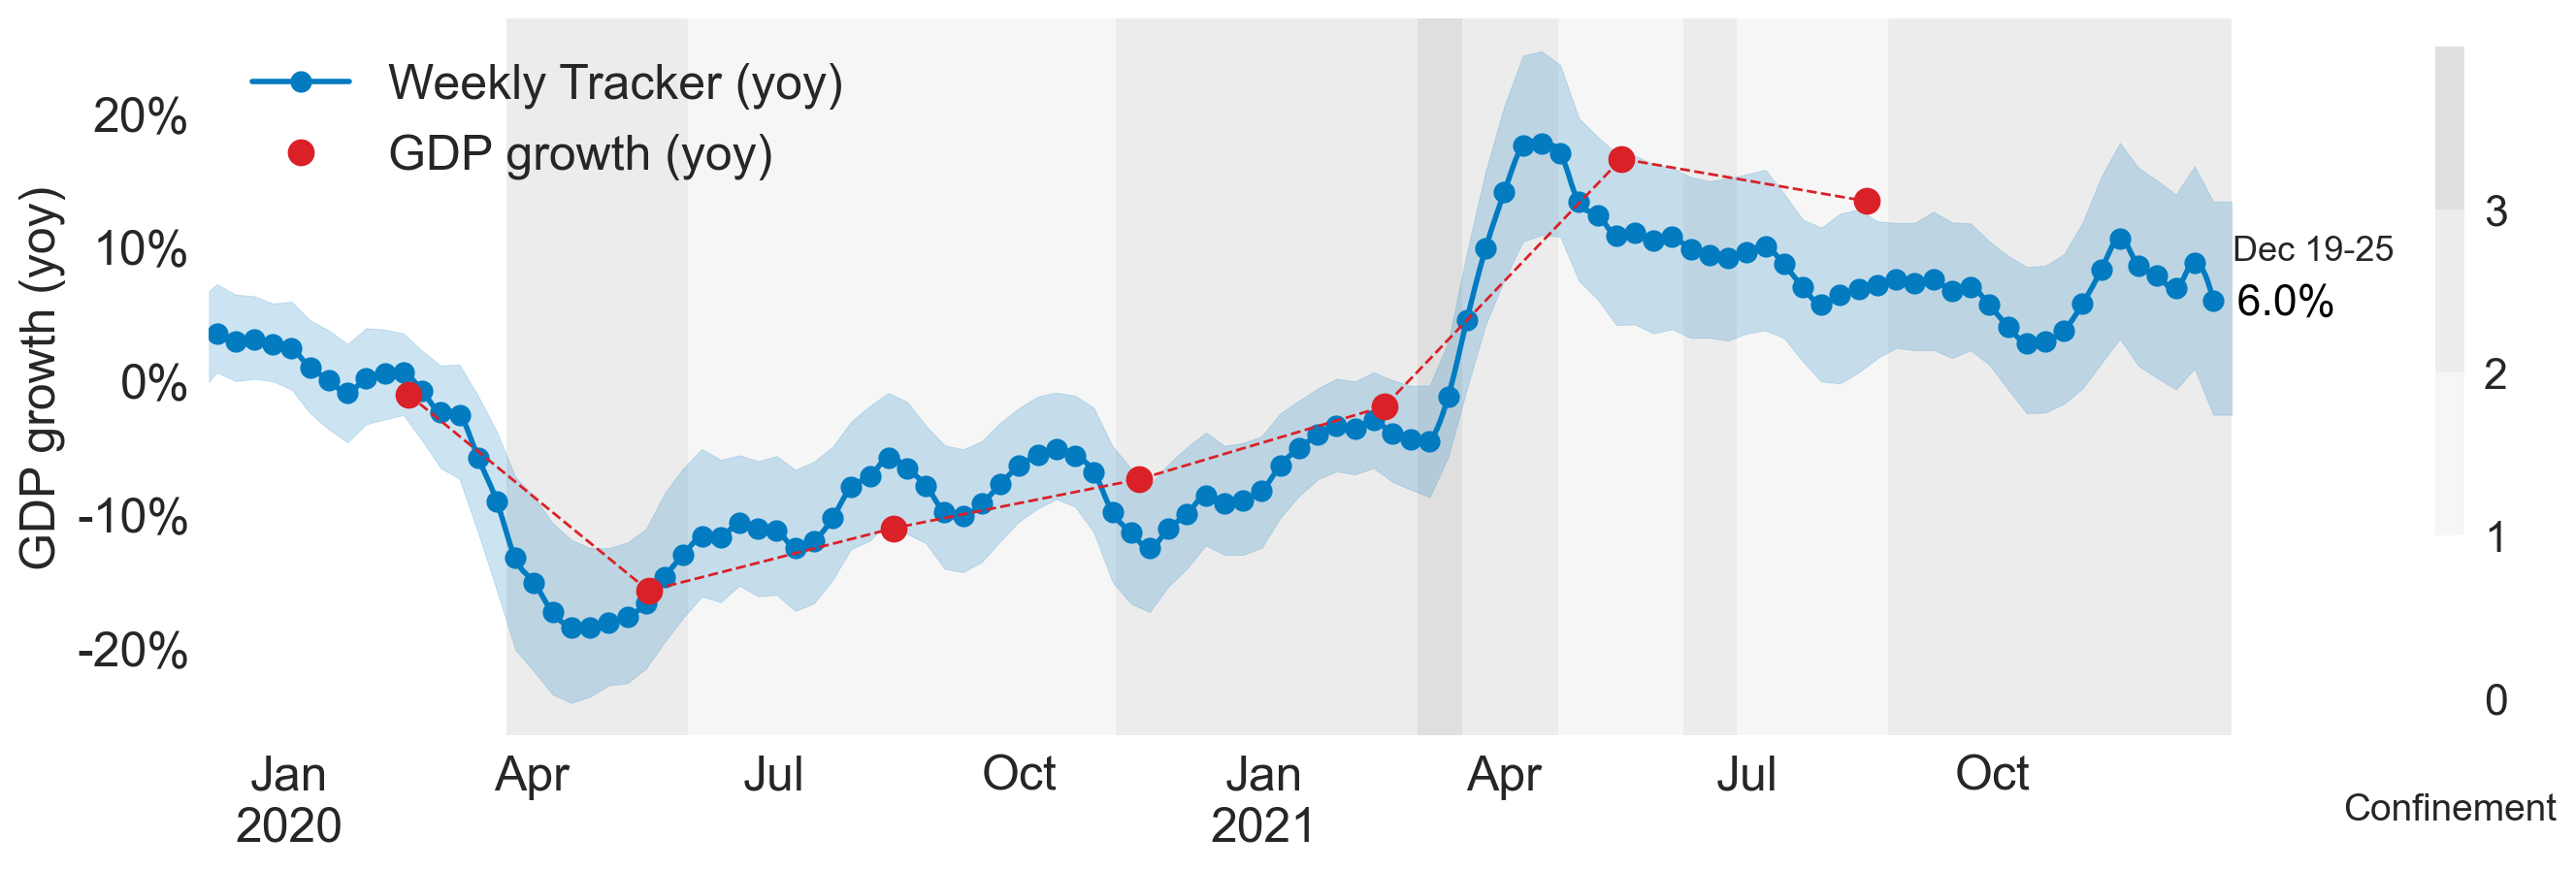 Weekly Tracker (yoy)
GDP growth (yoy)
GDP growth (yoy)
20%
10%
0%
-10%
-20%
Jan
2020
Apr
Jul
Oct
Jan
2021
Apr
Jul
Oct
Dec 19-25
6.0%
3
2
1
0
Confinement